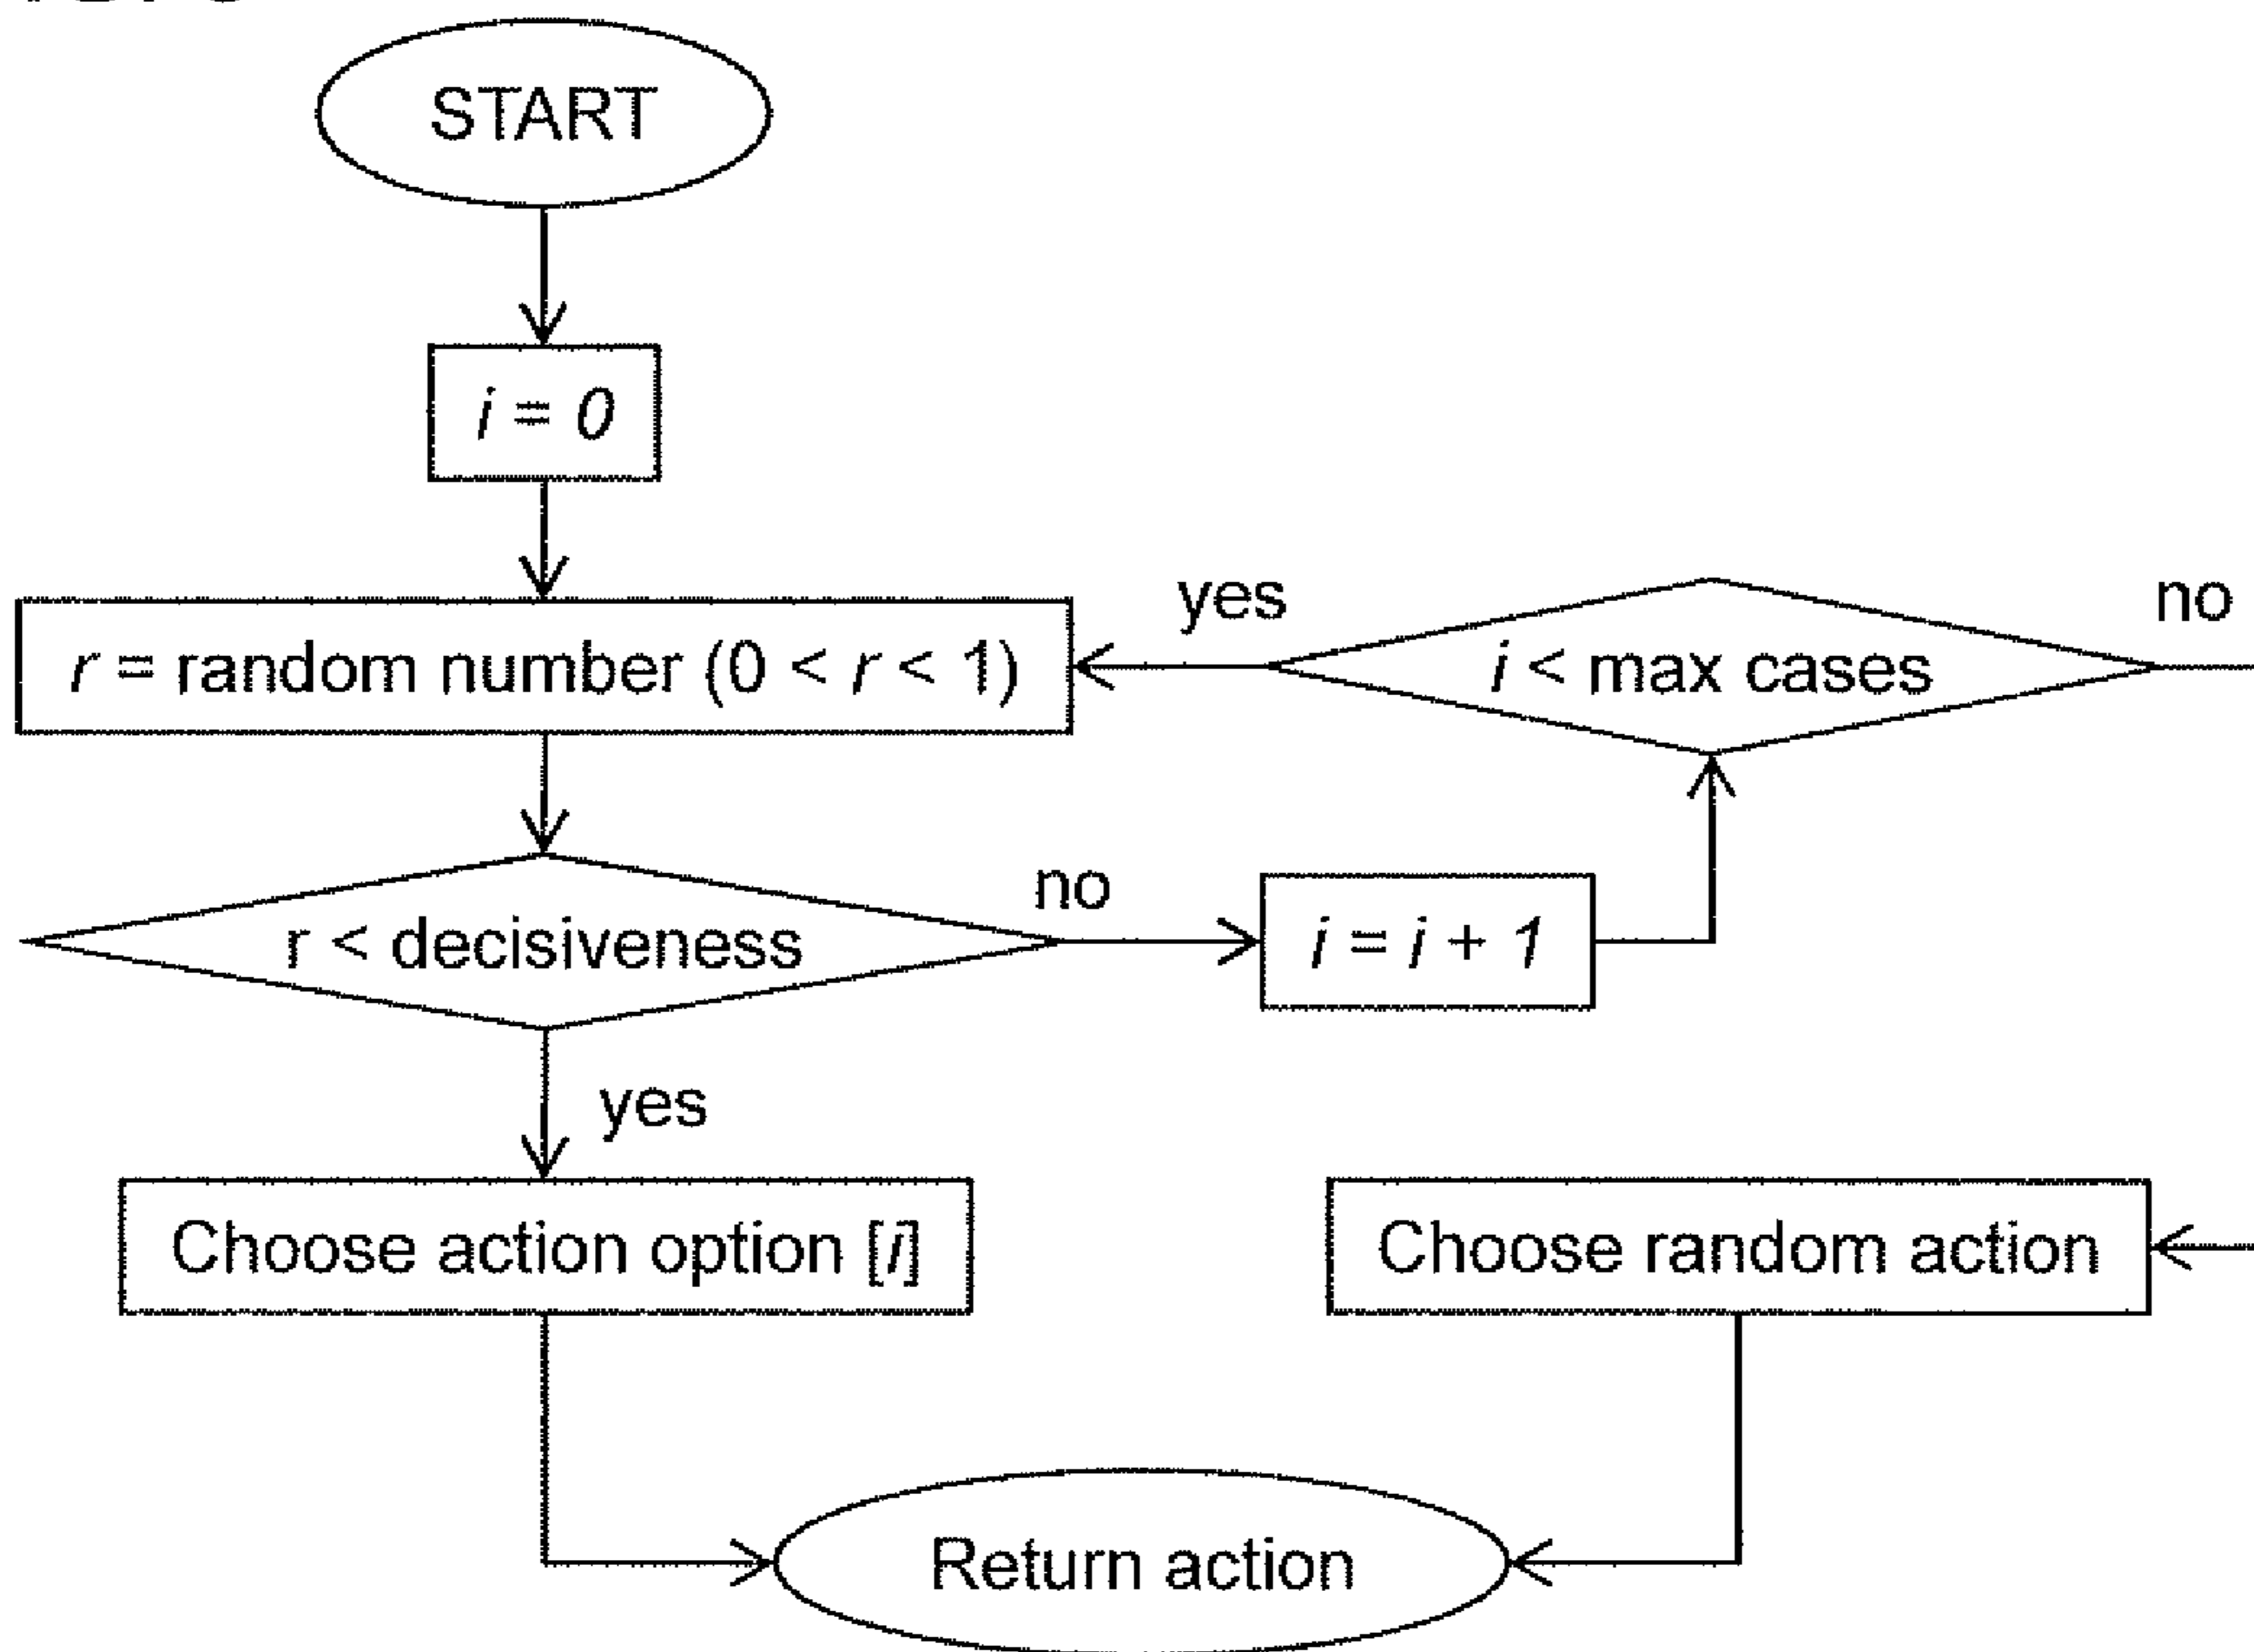 START
i = 0
yes
no
r = random number (0 < r < 1)
i < max cases
no
r < decisiveness
i = i + 1
yes
Choose action option [i]
Choose random action
Return action